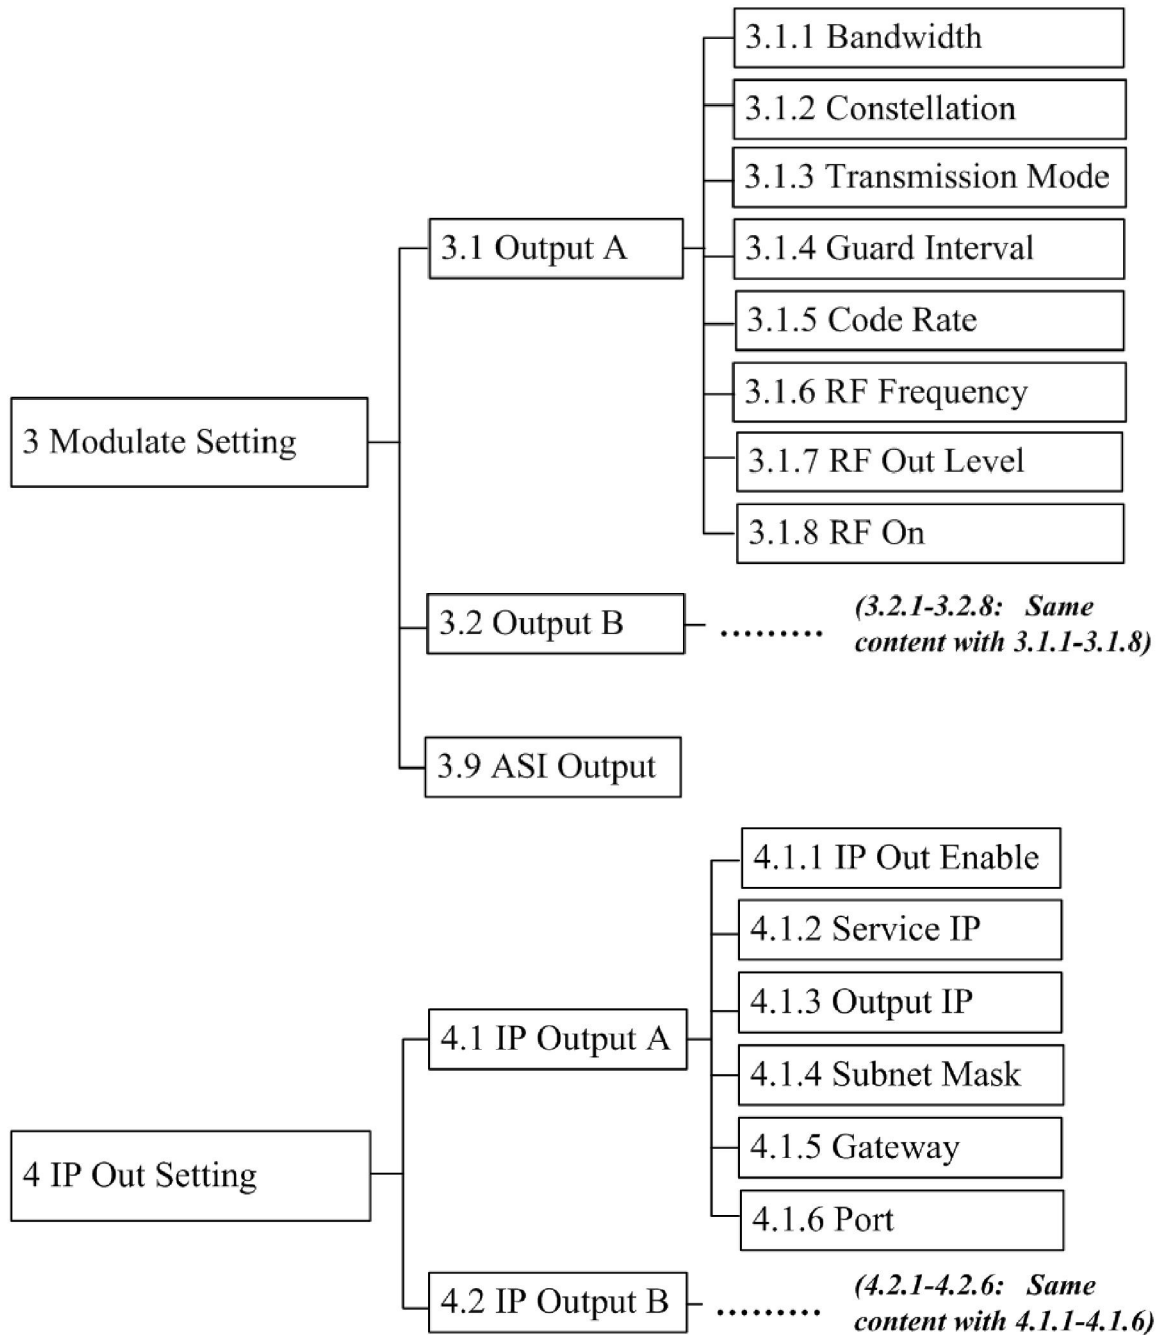 3 Modulate Setting
3.1 Output A
3.1.1 Bandwidth
3.1.2 Constellation
3.1.3 Transmission Mode
3.1.4 Guard Interval
3.1.5 Code Rate
3.1.6 RF Frequency
3.1.7 RF Out Level
3.1.8 RF On
3.2 Output B
.........
(3.2.1-3.2.8: Same
content with 3.1.1-3.1.8)
3.9 ASI Output
4 IP Out Setting
4.1 IP Output A
4.1.1 IP Out Enable
4.1.2 Service IP
4.1.3 Output IP
4.1.4 Subnet Mask
4.1.5 Gateway
4.1.6 Port
4.2 IP Output B
.........
(4.2.1-4.2.6: Same
content with 4.1.1-4.1.6)